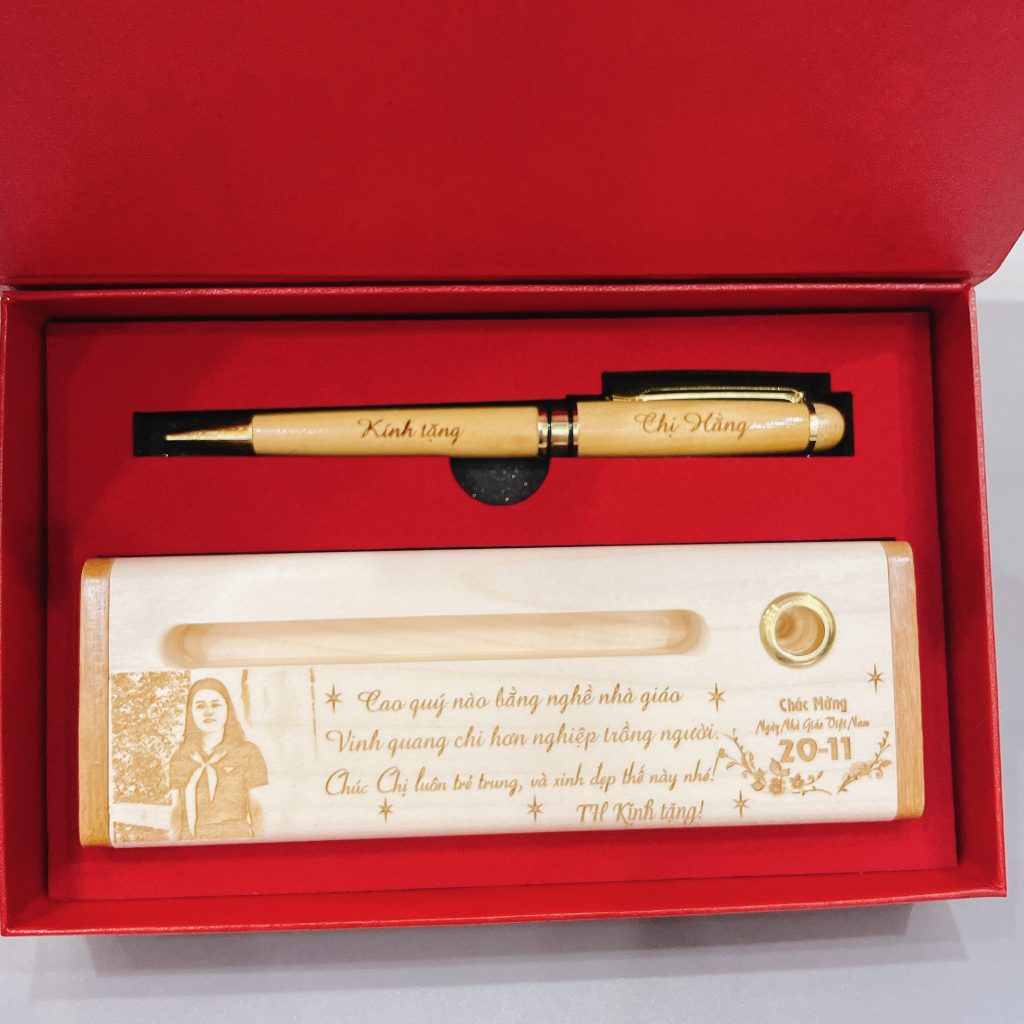 Kính tặng
Chị Hằng
Cao quý nào bằng nghề nhà giáo
Vinh quang chi hơn nghiệp trồng người.
Chúc Chị luôn trẻ trung, và xinh đẹp thế này nhé!
TH Kính tặng!
Chúc Mừng
Ngày Nhà Giáo Việt Nam
20-11